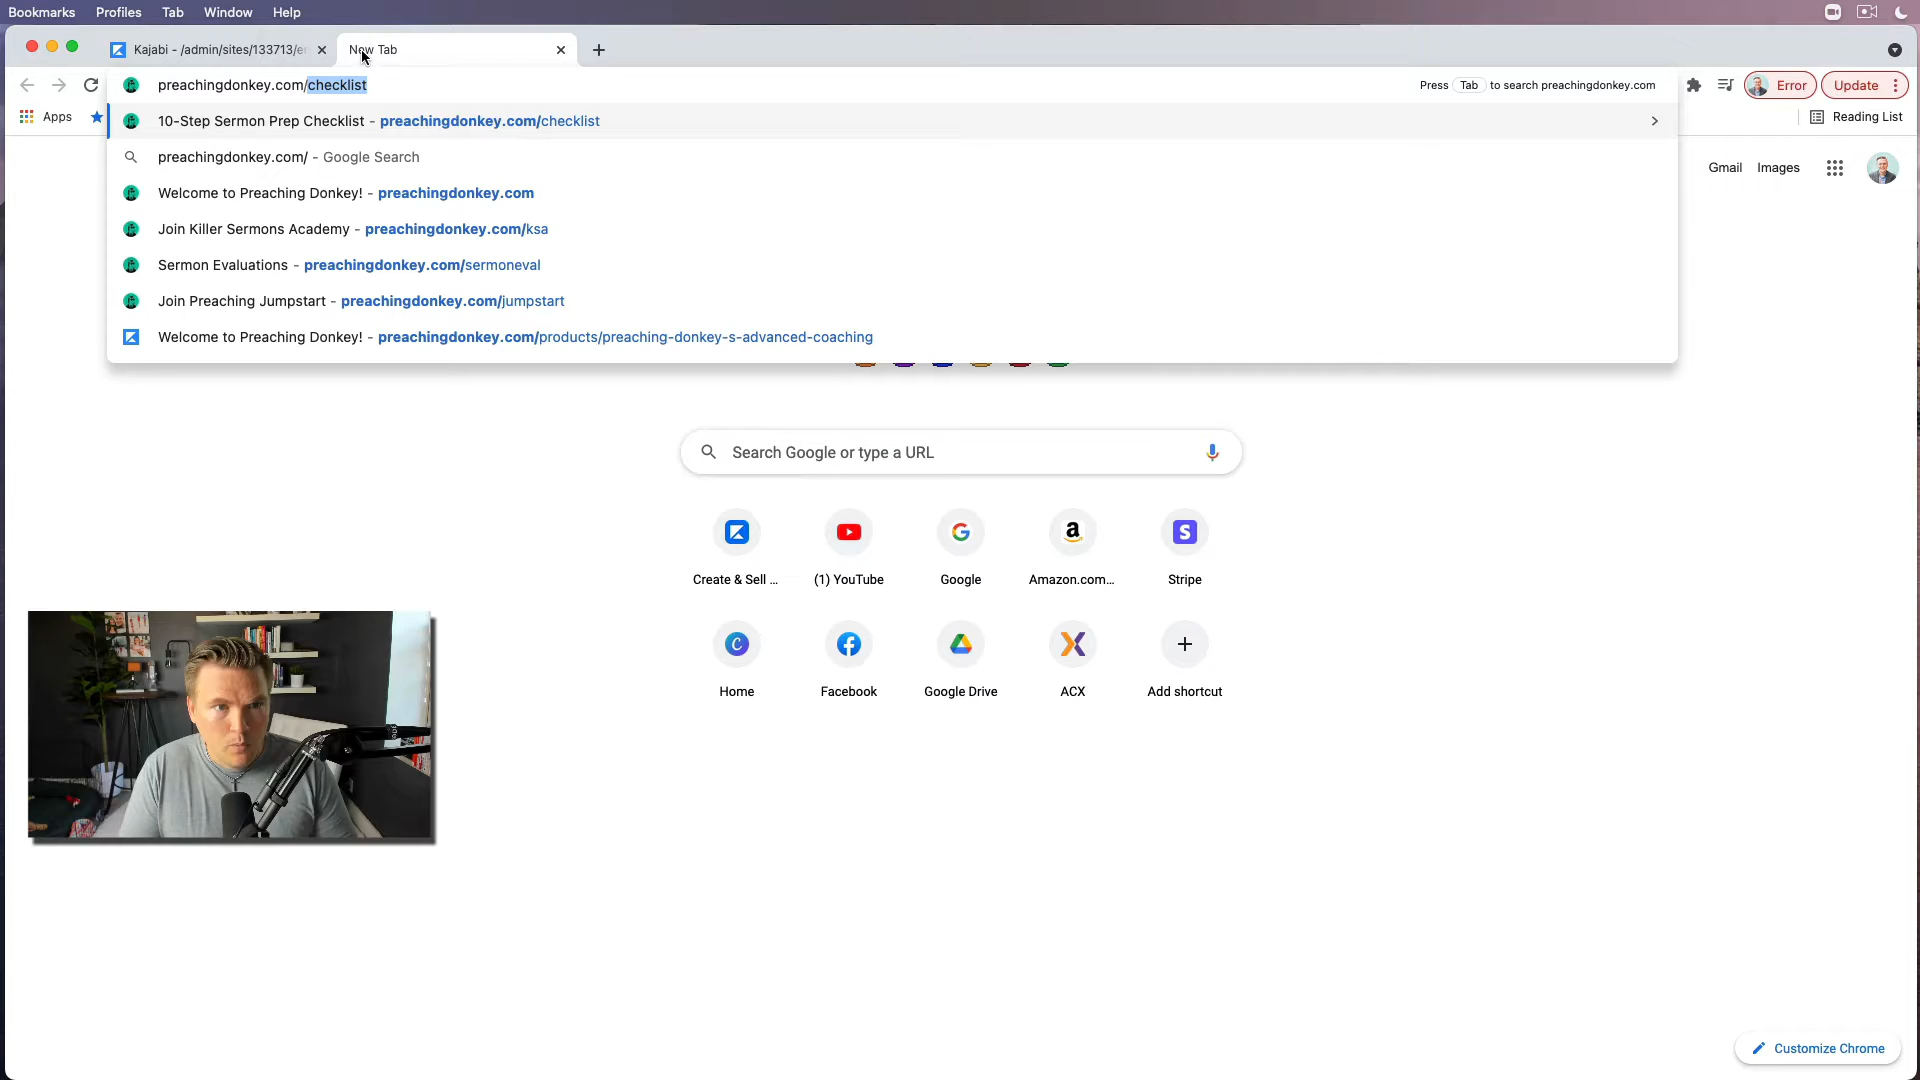 Bookmarks Profiles Tab Window Help
Kajabi - /admin/sites/133713/e
New Tab
preachingdonkey.com/checklist
Press Tab to search preachingdonkey.com
Error
Update
Apps
10-Step Sermon Prep Checklist - preachingdonkey.com/checklist
Reading List
preachingdonkey.com/ - Google Search
Gmail Images
Welcome to Preaching Donkey! - preachingdonkey.com
Join Killer Sermons Academy - preachingdonkey.com/ksa
Sermon Evaluations - preachingdonkey.com/sermoneval
Join Preaching Jumpstart - preachingdonkey.com/jumpstart
Welcome to Preaching Donkey! - preachingdonkey.com/products/preaching-donkey-s-advanced-coaching
Search Google or type a URL
Create & Sell ... (1) YouTube Google Amazon.com... Stripe
Home Facebook Google Drive ACX Add shortcut
Customize Chrome